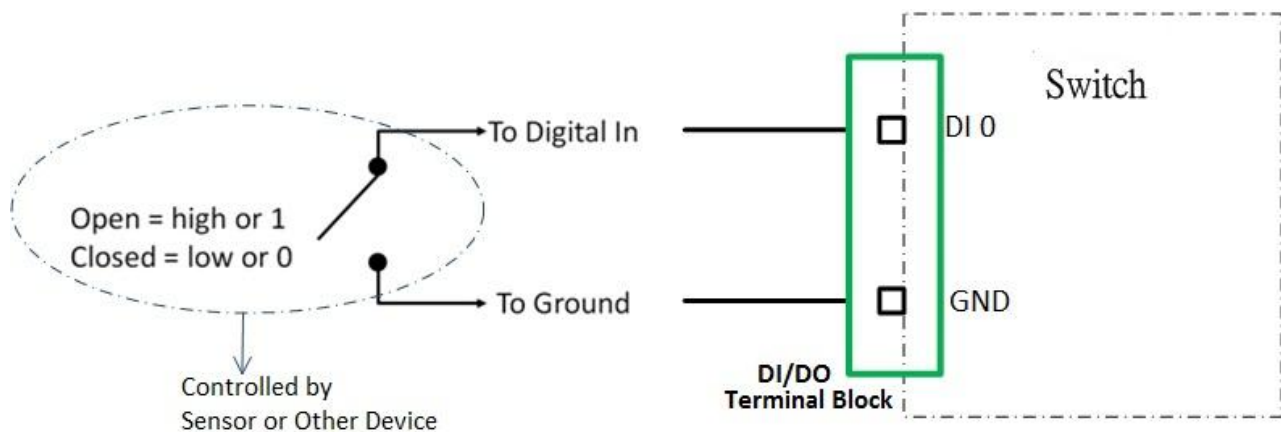 Switch
To Digital In
DI 0
Open = high or 1
Closed = low or 0
To Ground
GND
DI/DO
Terminal Block
Controlled by
Sensor or Other Device